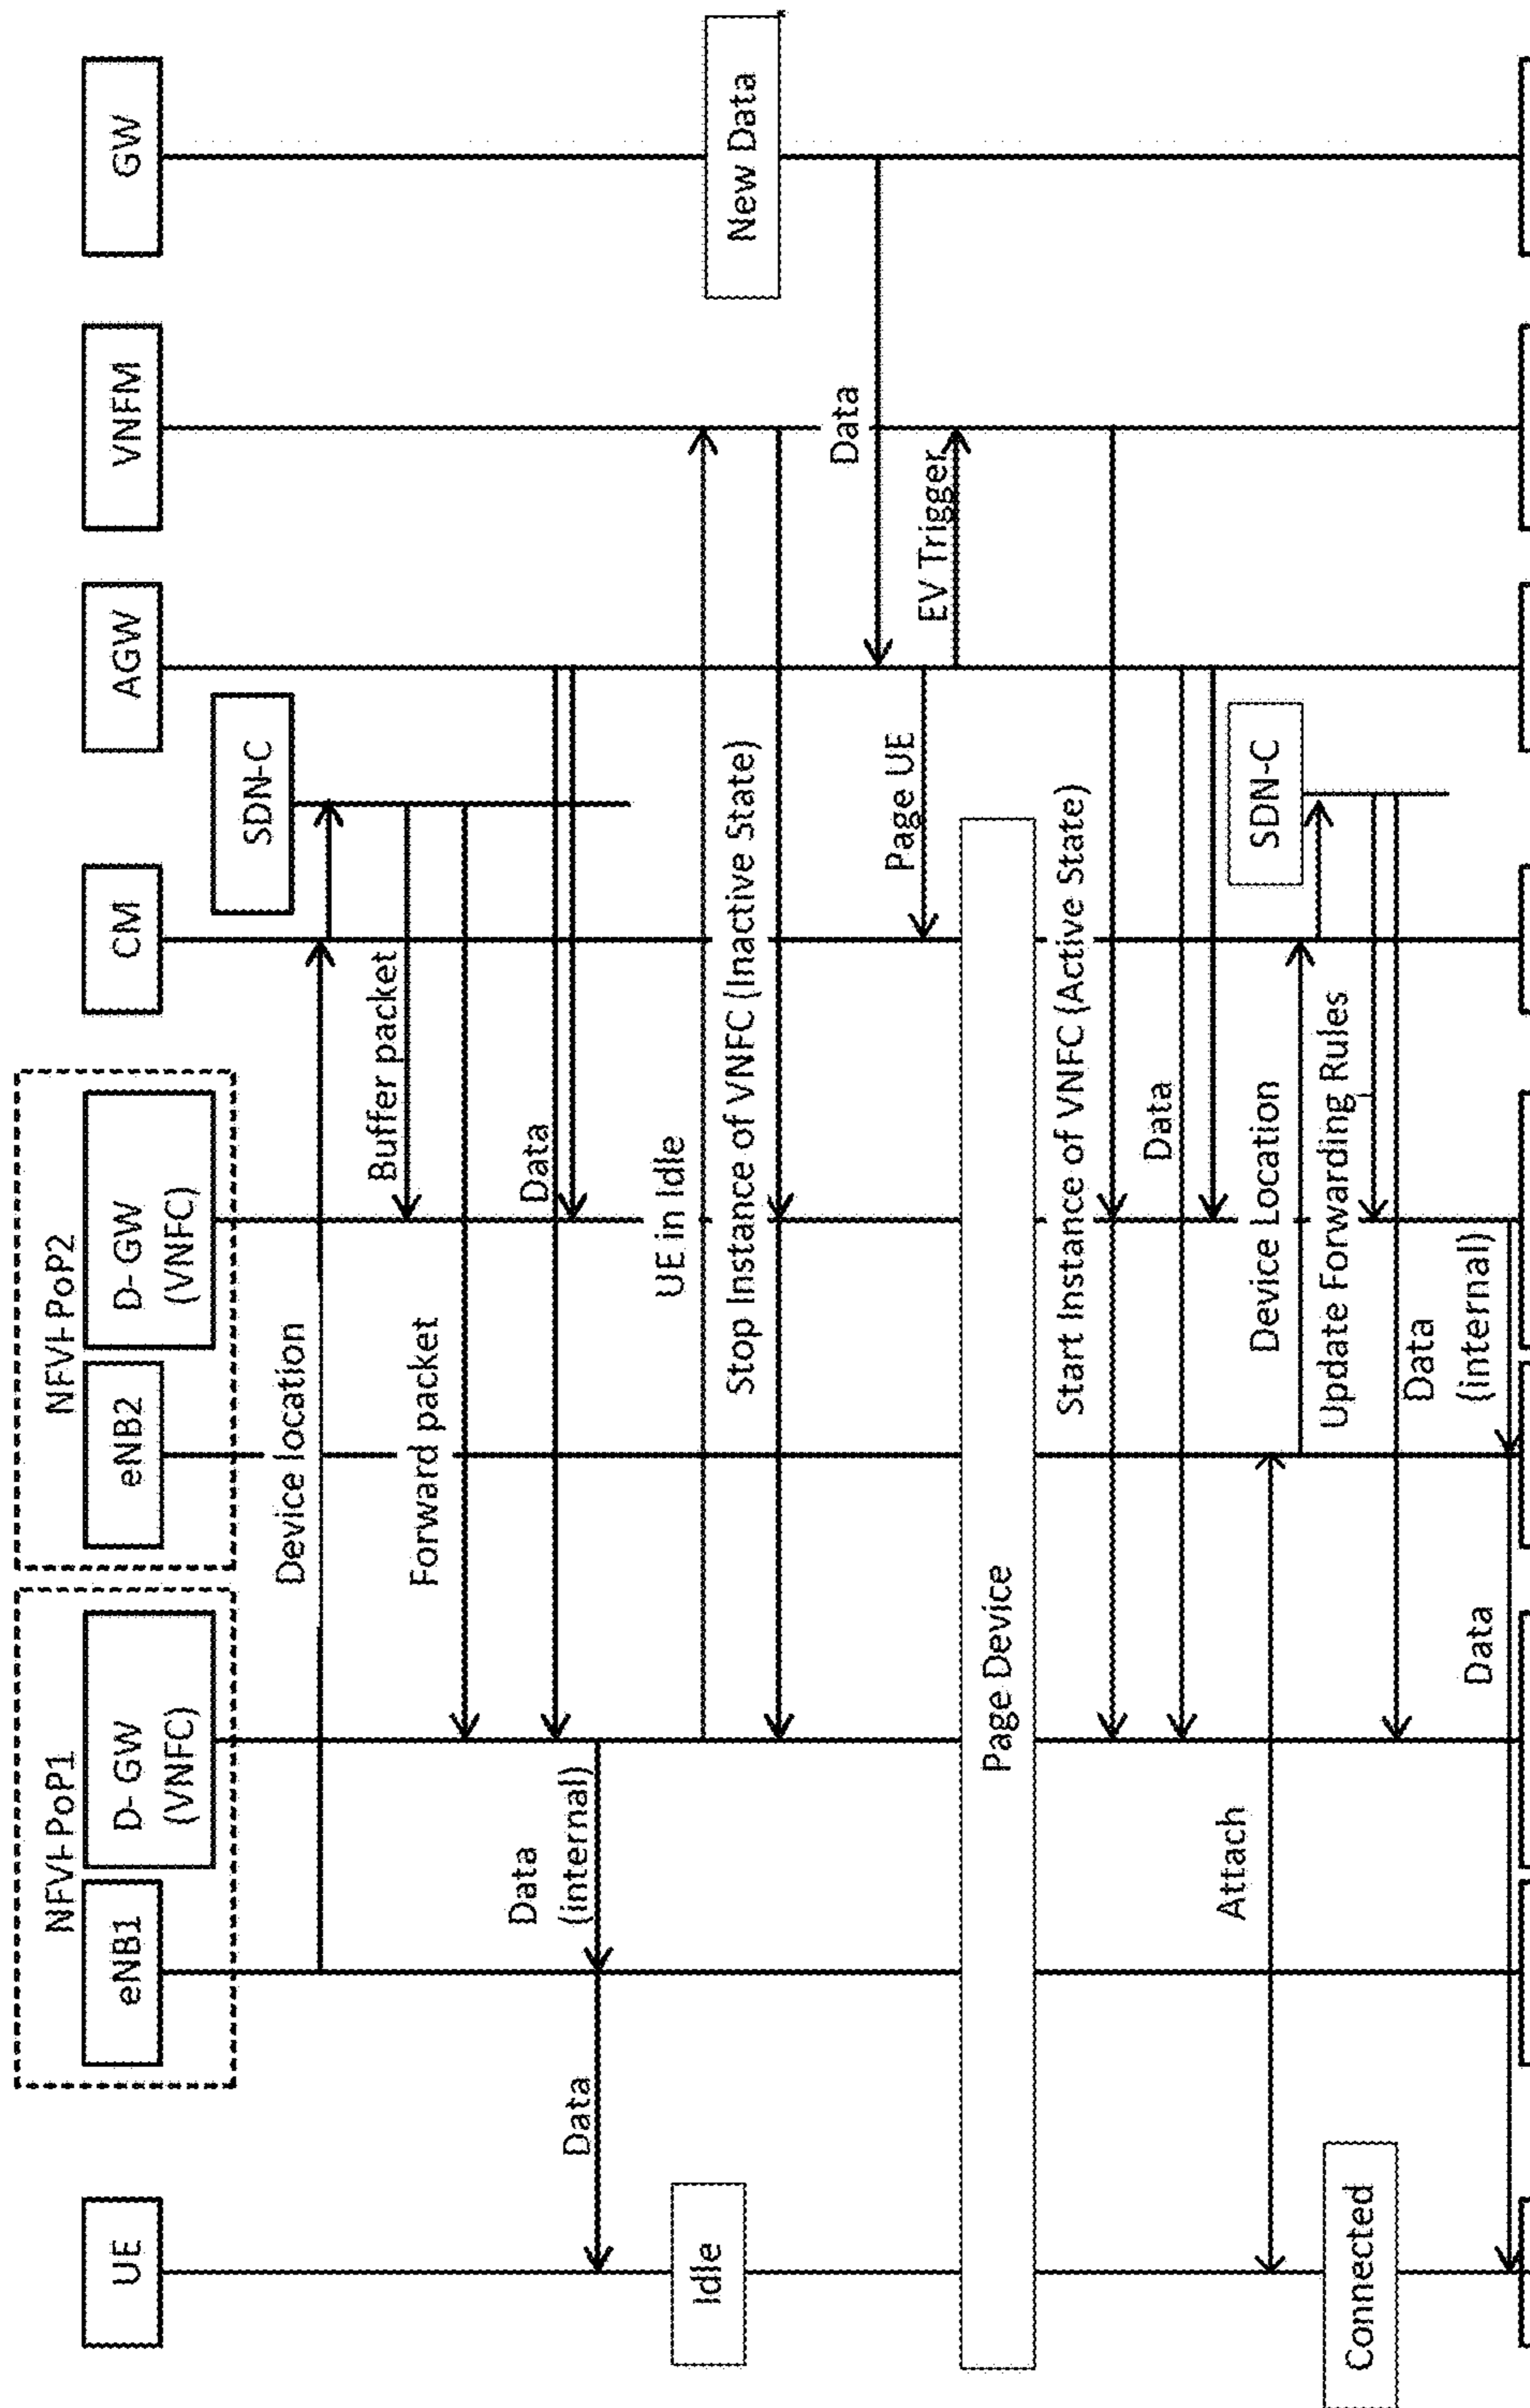 NFVI-PoP1
NFVI-PoP2
UE
eNB1
D- GW
(VNFC)
eNB2
D- GW
(VNFC)
CM
AGW
VNFM
GW
SDN-C
Device location
Buffer packet
Forward packet
Data
Data
(internal)
Data
Idle
UE in Idle
Stop Instance of VNFC (Inactive State)
New Data
Data
Page UE
EV Trigger
Page Device
Start Instance of VNFC (Active State)
Data
Attach
Device Location
SDN-C
Connected
Update Forwarding Rules
Data
(internal)
Data